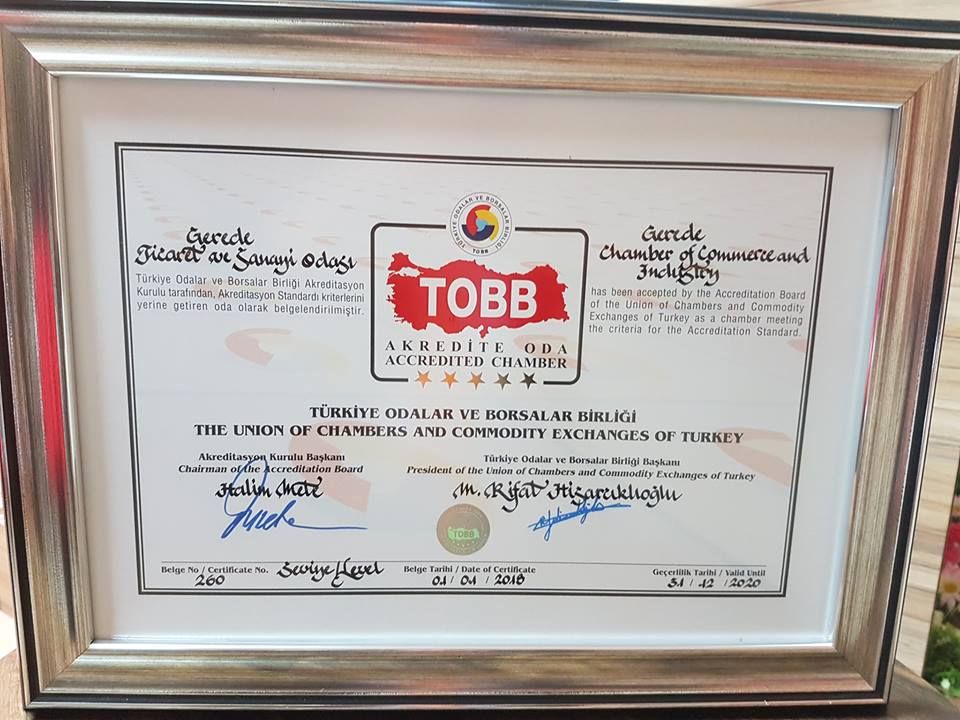 TÜRKİYE ODALAR VE BORSALAR BİRLİĞİ
TOBB
Gerede
Ticaret ve Sanayi Odası
Türkiye Odalar ve Borsalar Birliği Akreditasyon
Kurulu tarafından, Akreditasyon Standardı kriterlerini
yerine getiren oda olarak belgelendirilmiştir.
TOBB
AKREDİTE ODA
ACCREDITED CHAMBER
Gerede
Chamber of Commerce and
Industry
has been accepted by the Accreditation Board
of the Union of Chambers and Commodity
Exchanges of Turkey as a chamber meeting
the criteria for the Accreditation Standard.
TÜRKİYE ODALAR VE BORSALAR BİRLİĞİ
THE UNION OF CHAMBERS AND COMMODITY EXCHANGES OF TURKEY
Akreditasyon Kurulu Başkanı
Chairman of the Accreditation Board
Halim Mete
Türkiye Odalar ve Borsalar Birliği Başkanı
President of the Union of Chambers and Commodity Exchanges of Turkey
M. Rifat Hisarcıklıoğlu
TOBB
Belge No / Certificate No.
260
Seviye/Level
Belge Tarihi / Date of Certificate
01 / 01 / 2018
Geçerlilik Tarihi / Valid Until
31 / 12 / 2020